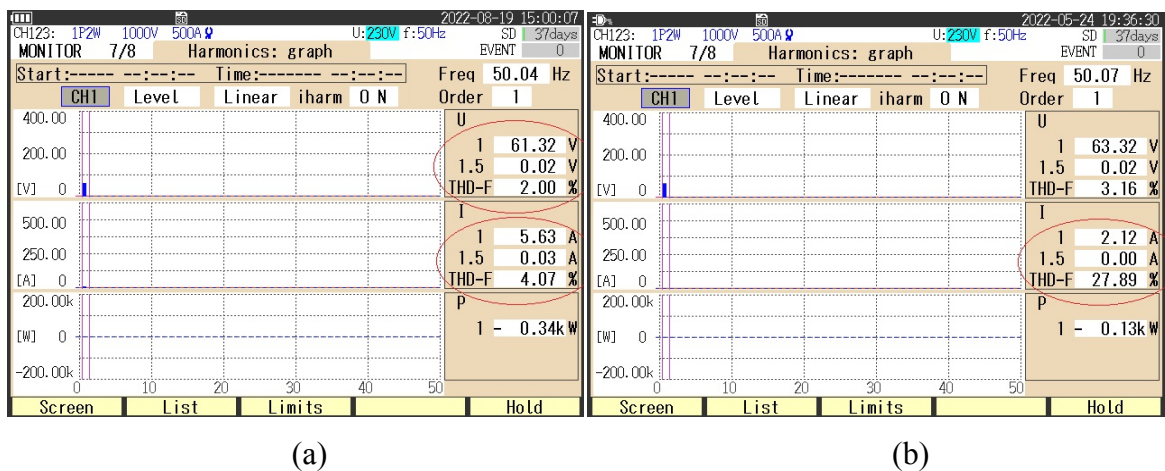 SD 2022-08-19 15:00:07
CH123: 1P2W 1000V 500A U:230V f:50Hz SD 37days
MONITOR 7/8 Harmonics: graph EVENT 0
Start:----- --:--:-- Time:------- --:--:-- Freq 50.04 Hz
CH1 Level Linear iharm O N Order 1
400.00 U
1 61.32 V
200.00 1.5 0.02 V
[V] 0 THD-F 2.00 %
I
500.00 1 5.63 A
250.00 1.5 0.03 A
[A] 0 THD-F 4.07 %
200.00k P
[W] 0 1 - 0.34k W
-200.00k
0 10 20 30 40 50
Screen List Limits Hold
(a)
SD 2022-05-24 19:36:30
CH123: 1P2W 1000V 500A U:230V f:50Hz SD 37days
MONITOR 7/8 Harmonics: graph EVENT 0
Start:----- --:--:-- Time:------- --:--:-- Freq 50.07 Hz
CH1 Level Linear iharm O N Order 1
400.00 U
1 63.32 V
200.00 1.5 0.02 V
[V] 0 THD-F 3.16 %
I
500.00 1 2.12 A
250.00 1.5 0.00 A
[A] 0 THD-F 27.89 %
200.00k P
[W] 0 1 - 0.13k W
-200.00k
0 10 20 30 40 50
Screen List Limits Hold
(b)